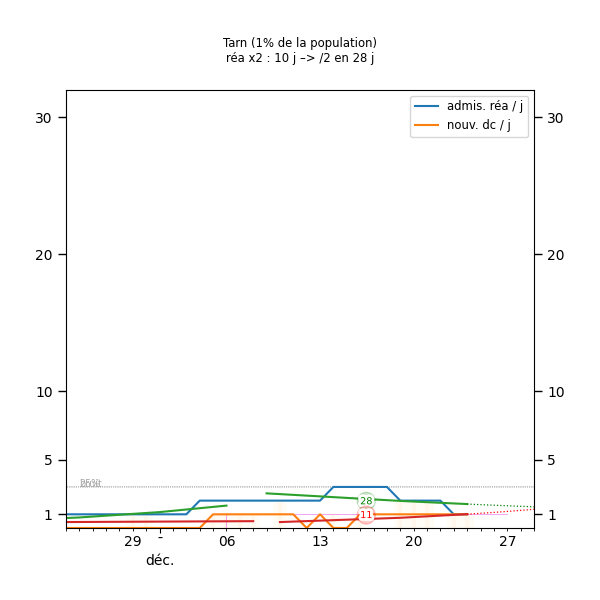 Tarn (1% de la population)
réa x2 : 10 j –> /2 en 28 j
admis. réa / j
nouv. dc / j
30 30
20 20
10 10
5 5
1 1
28
11
29 - 06 13 20 27
déc.